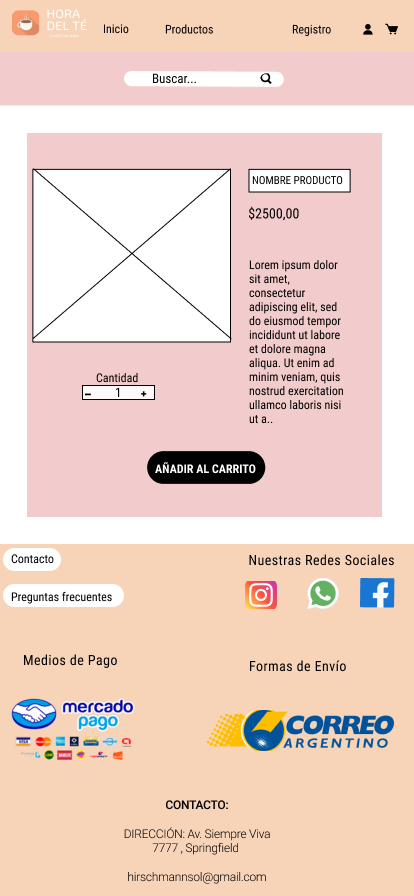 HORA
DEL TÉ
Inicio
Productos
Registro
Buscar...
NOMBRE PRODUCTO
$2500,00
Lorem ipsum dolor
sit amet,
consectetur
adipiscing elit, sed
do eiusmod tempor
incididunt ut labore
et dolore magna
aliqua. Ut enim ad
minim veniam, quis
nostrud exercitation
ullamco laboris nisi
ut a..
Cantidad
- 1 +
AÑADIR AL CARRITO
Contacto
Preguntas frecuentes
Nuestras Redes Sociales
Medios de Pago
Formas de Envío
mercado
pago
VISA
CORREO
ARGENTINO
CONTACTO:
DIRECCIÓN: Av. Siempre Viva
7777 , Springfield
hirschmannsol@gmail.com